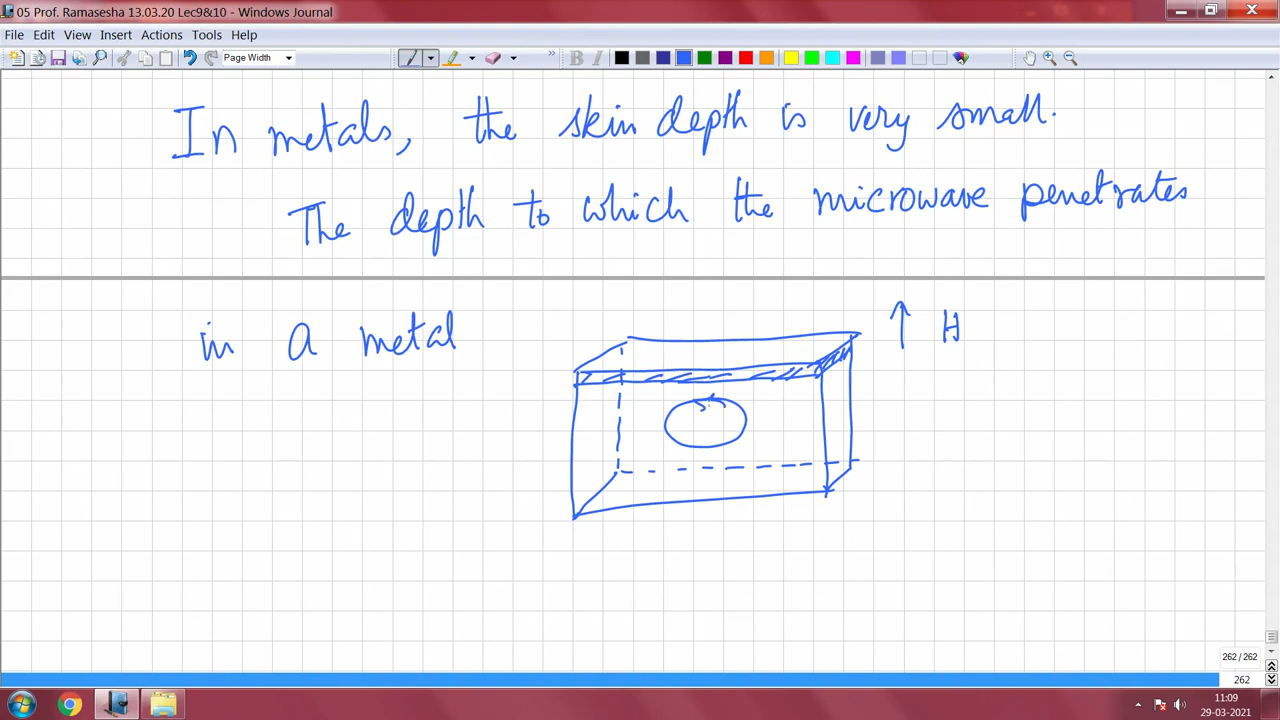 05 Prof. Ramasesha 13.03.20 Lec9&10 - Windows Journal
File Edit View Insert Actions Tools Help
Page Width
B I
In metals, the skin depth is very small.
The depth to which the microwave penetrates
in a metal
H
262 / 262
262
11:09
29-03-2021